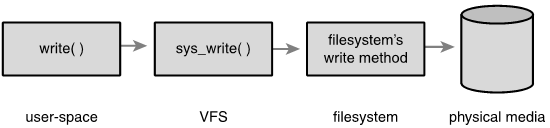 write( )
sys_write( )
filesystem's
write method
user-space
VFS
filesystem
physical media